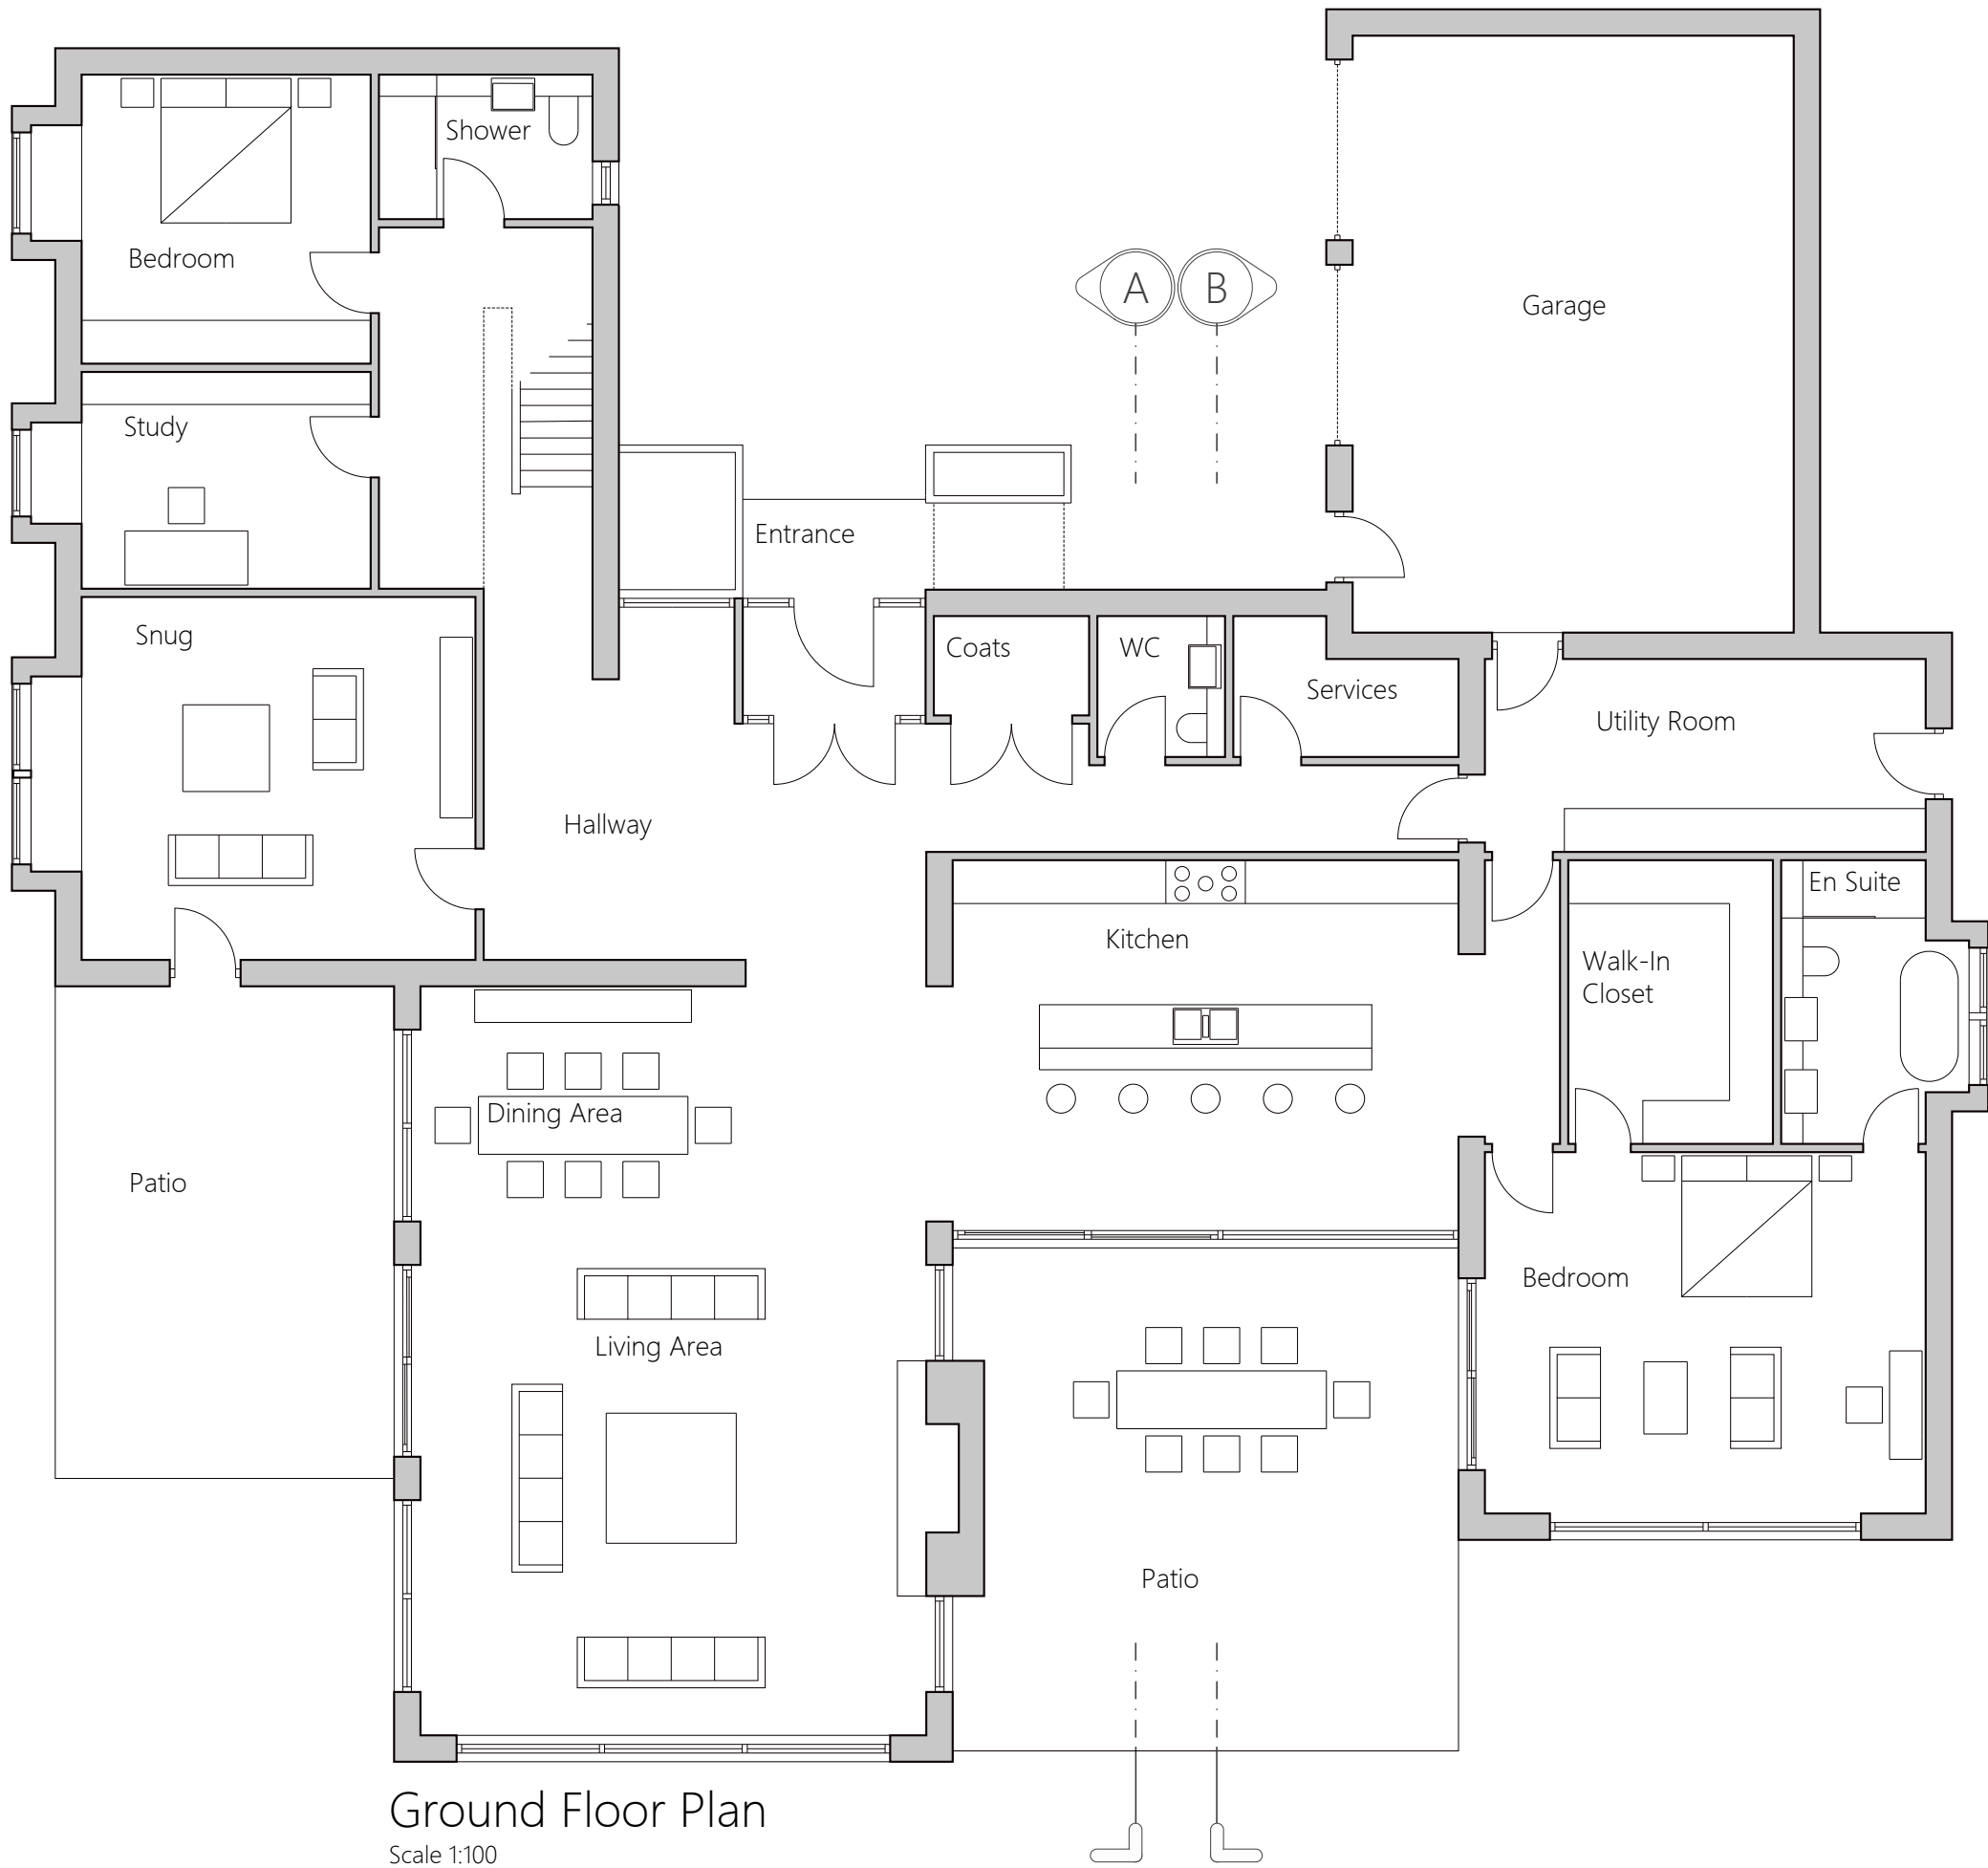 Shower
Bedroom
A
B
Garage
Study
Entrance
Snug
Coats
WC
Services
Utility Room
Hallway
En Suite
Kitchen
Walk-In
Closet
Dining Area
Patio
Bedroom
Living Area
Patio
Ground Floor Plan
Scale 1:100